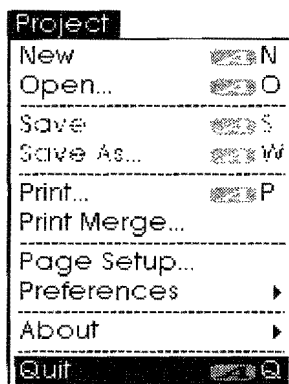 Project
New N
Open... O
Save S
Save As... W
Print... P
Print Merge...
Page Setup...
Preferences
About
Quit Q